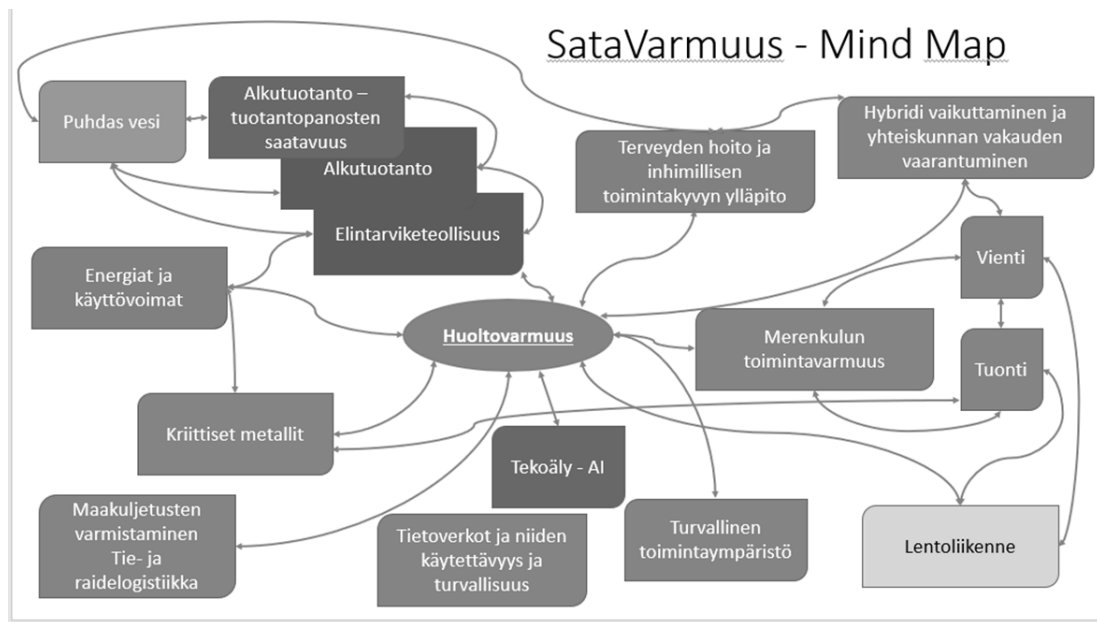 SataVarmuus - Mind Map
Puhdas vesi
Alkutuotanto –
tuotantopanosten
saatavuus
Alkutuotanto
Elintarviketeollisuus
Terveyden hoito ja
inhimillisen
toimintakyvyn ylläpito
Hybridi vaikuttaminen ja
yhteiskunnan vakauden
vaarantuminen
Energiat ja
käyttövoimat
Vienti
Huoltovarmuus
Merenkulun
toimintavarmuus
Tuonti
Kriittiset metallit
Tekoäly - AI
Maakuljetusten
varmistaminen
Tie- ja
raidelogistiikka
Tietoverkot ja niiden
käytettävyys ja
turvallisuus
Turvallinen
toimintaympäristö
Lentoliikenne